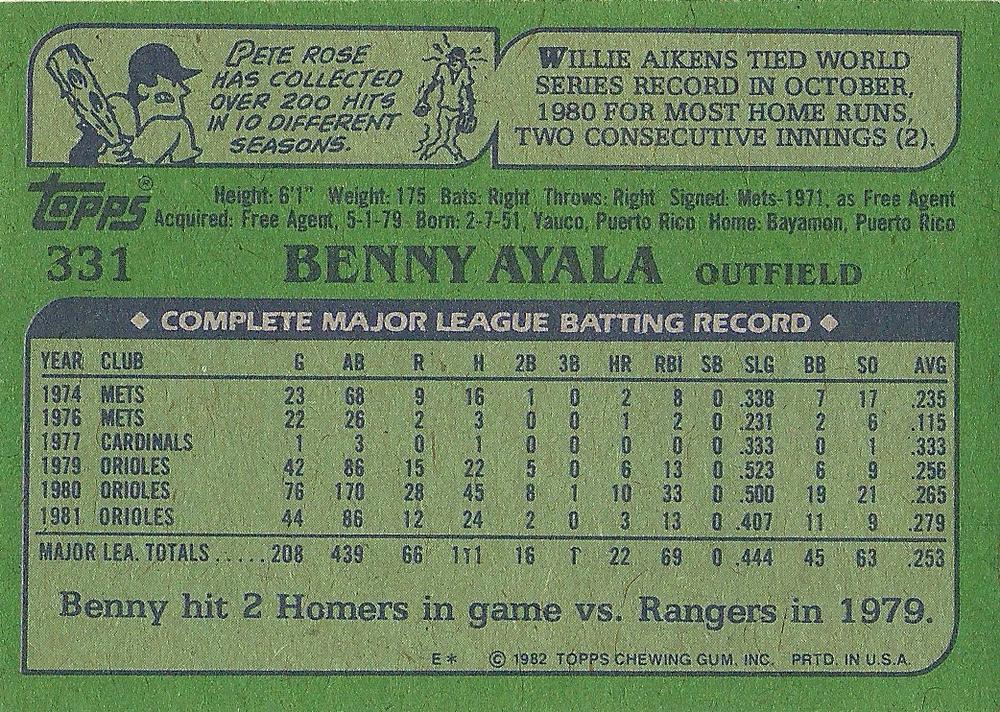 PETE ROSE
HAS COLLECTED
OVER 200 HITS
IN 10 DIFFERENT
SEASONS.
WILLIE AIKENS TIED WORLD
SERIES RECORD IN OCTOBER,
1980 FOR MOST HOME RUNS,
TWO CONSECUTIVE INNINGS (2).
Topps®
Height: 6'1" Weight: 175 Bats: Right Throws: Right Signed: Mets-1971, as Free Agent
Acquired: Free Agent, 5-1-79 Born: 2-7-51, Yauco, Puerto Rico Home: Bayamon, Puerto Rico
331 BENNY AYALA OUTFIELD
◆ COMPLETE MAJOR LEAGUE BATTING RECORD ◆
YEAR CLUB G AB R H 2B 3B HR RBI SB SLG BB SO AVG
1974 METS 23 68 9 16 1 0 2 8 0 .338 7 17 .235
1976 METS 22 26 2 3 0 0 1 2 0 .231 2 6 .115
1977 CARDINALS 1 3 0 1 0 0 0 0 0 .333 0 1 .333
1979 ORIOLES 42 86 15 22 5 0 6 13 0 .523 6 9 .256
1980 ORIOLES 76 170 28 45 8 1 10 33 0 .500 19 21 .265
1981 ORIOLES 44 86 12 24 2 0 3 13 0 .407 11 9 .279
MAJOR LEA. TOTALS.....208 439 66 111 16 1 22 69 0 .444 45 63 .253
Benny hit 2 Homers in game vs. Rangers in 1979.
E* © 1982 TOPPS CHEWING GUM. INC. PRTD. IN U.S.A.